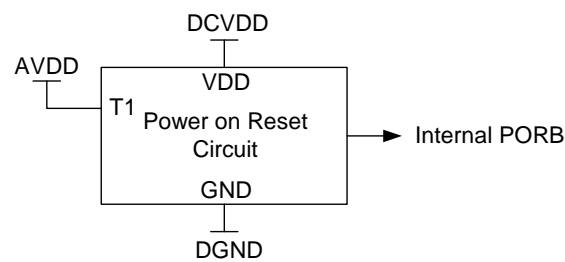 DCVDD
AVDD
VDD
T1
Power on Reset
Circuit
Internal PORB
GND
DGND